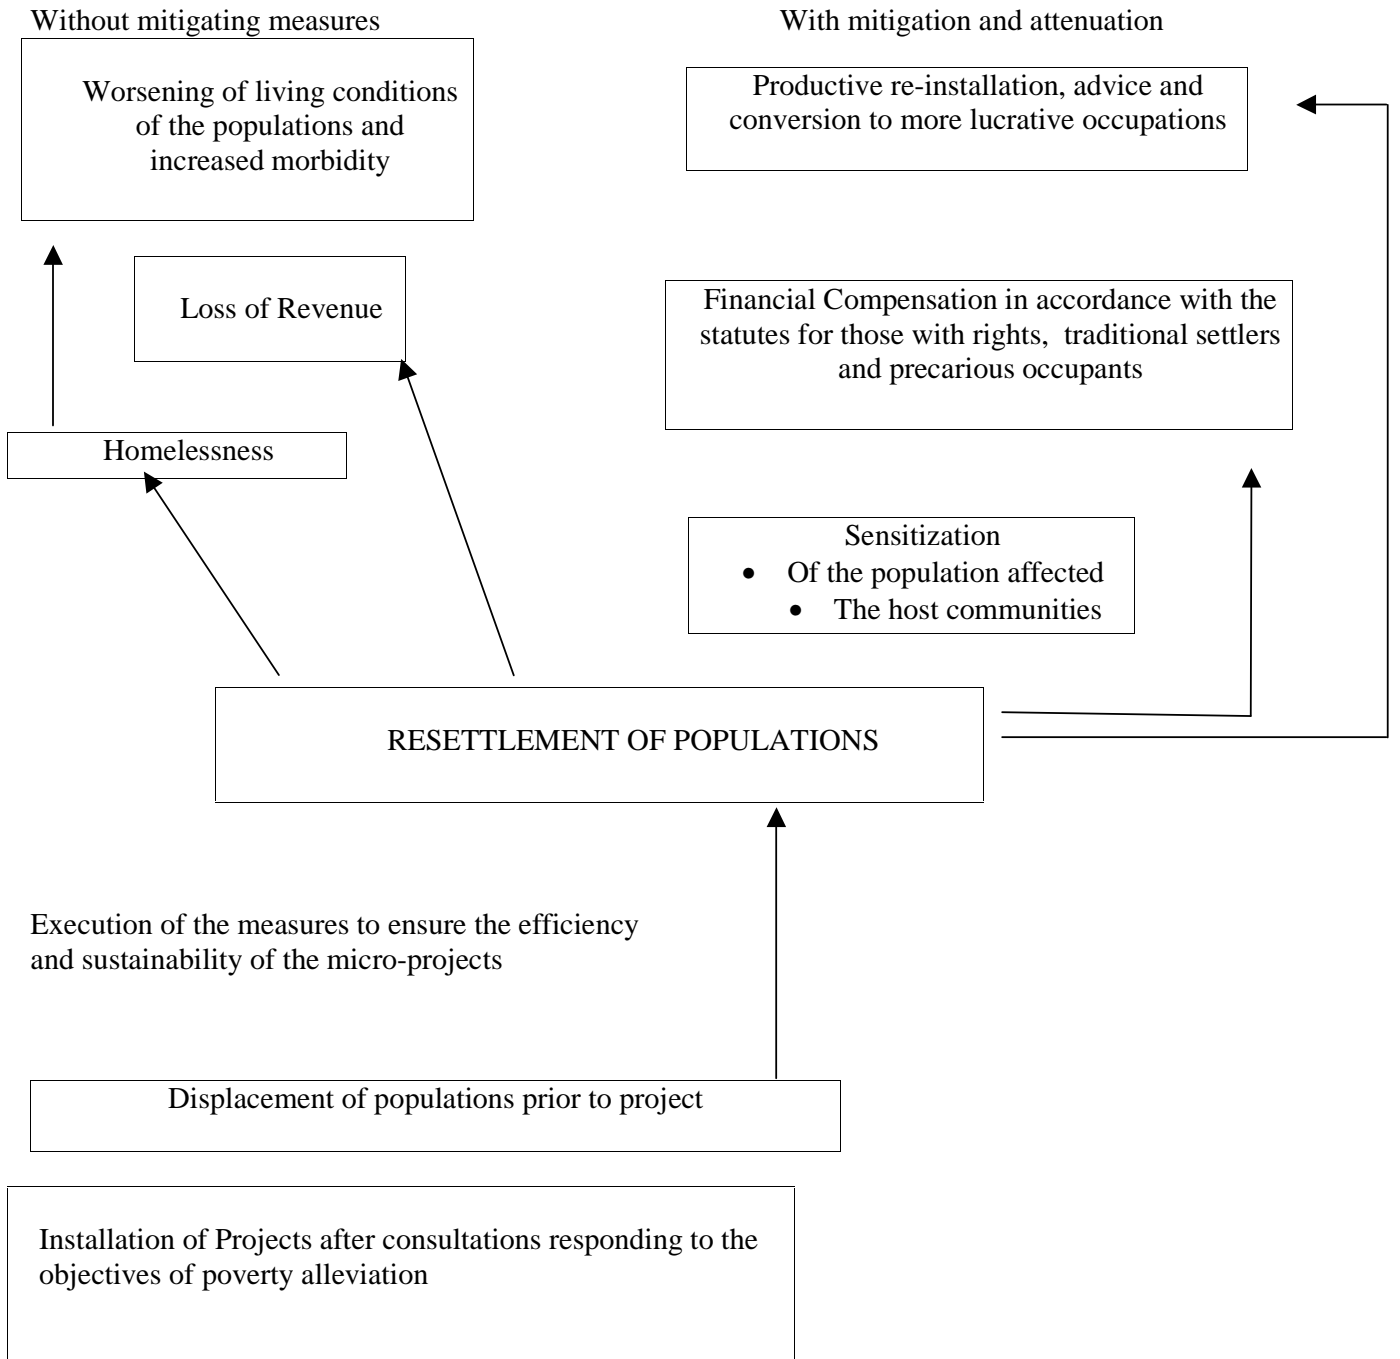 Without mitigating measures
With mitigation and attenuation
Worsening of living conditions
of the populations and
increased morbidity
Productive re-installation, advice and
conversion to more lucrative occupations
Loss of Revenue
Financial Compensation in accordance with the
statutes for those with rights, traditional settlers
and precarious occupants
Homelessness
Sensitization
• Of the population affected
• The host communities
RESETTLEMENT OF POPULATIONS
Execution of the measures to ensure the efficiency
and sustainability of the micro-projects
Displacement of populations prior to project
Installation of Projects after consultations responding to the
objectives of poverty alleviation